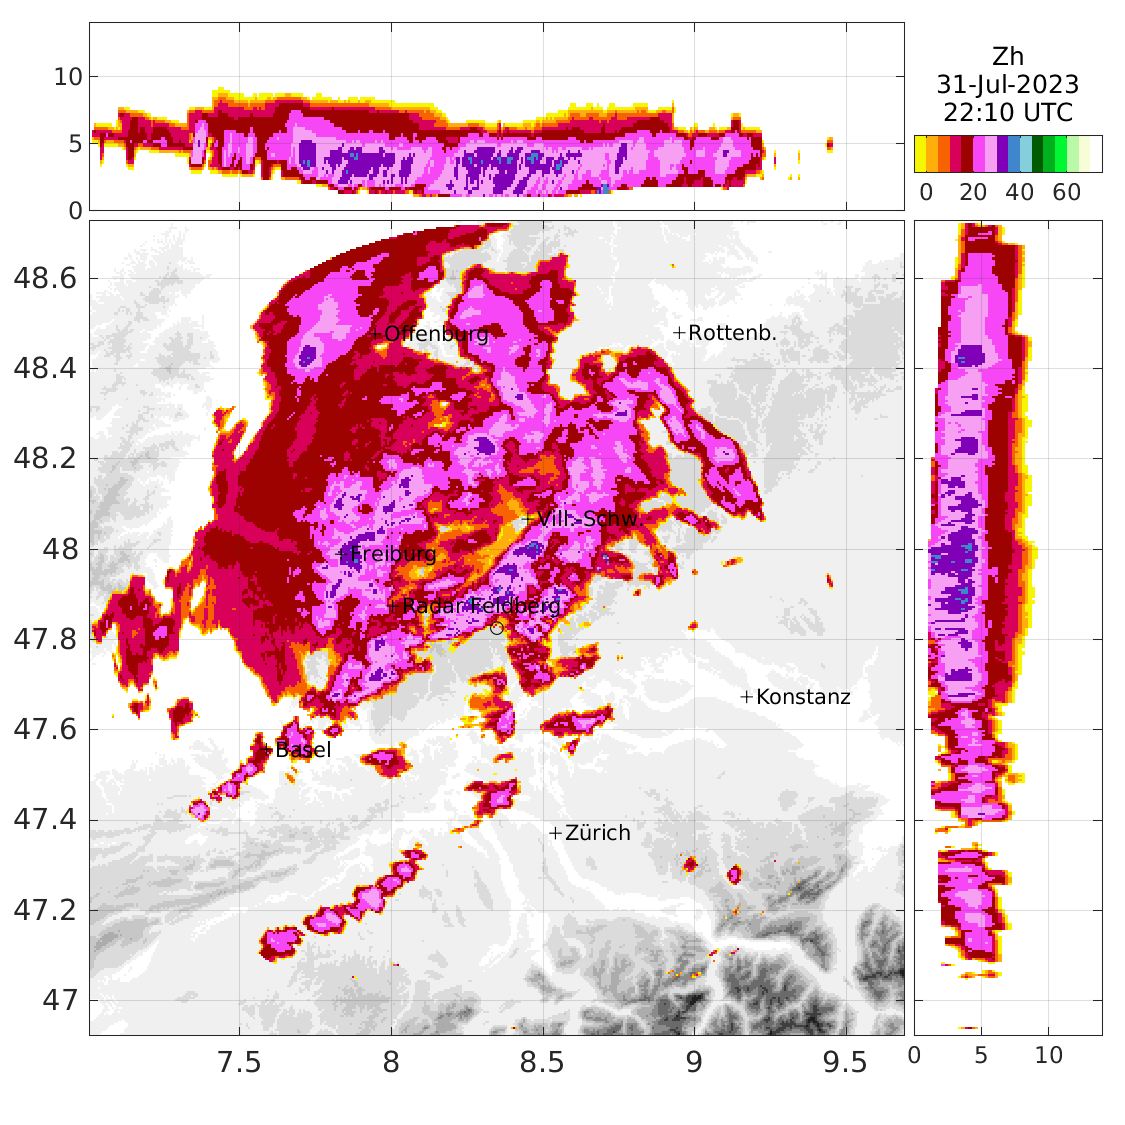 10
5
0
Zh
31-Jul-2023
22:10 UTC
0 20 40 60
48.6
48.4
48.2
48
47.8
47.6
47.4
47.2
47
Offenburg
Rottenb.
Vill.-Schw.
Freiburg
Radar Feldberg
Konstanz
Basel
Zürich
7.5 8 8.5 9 9.5
0 5 10